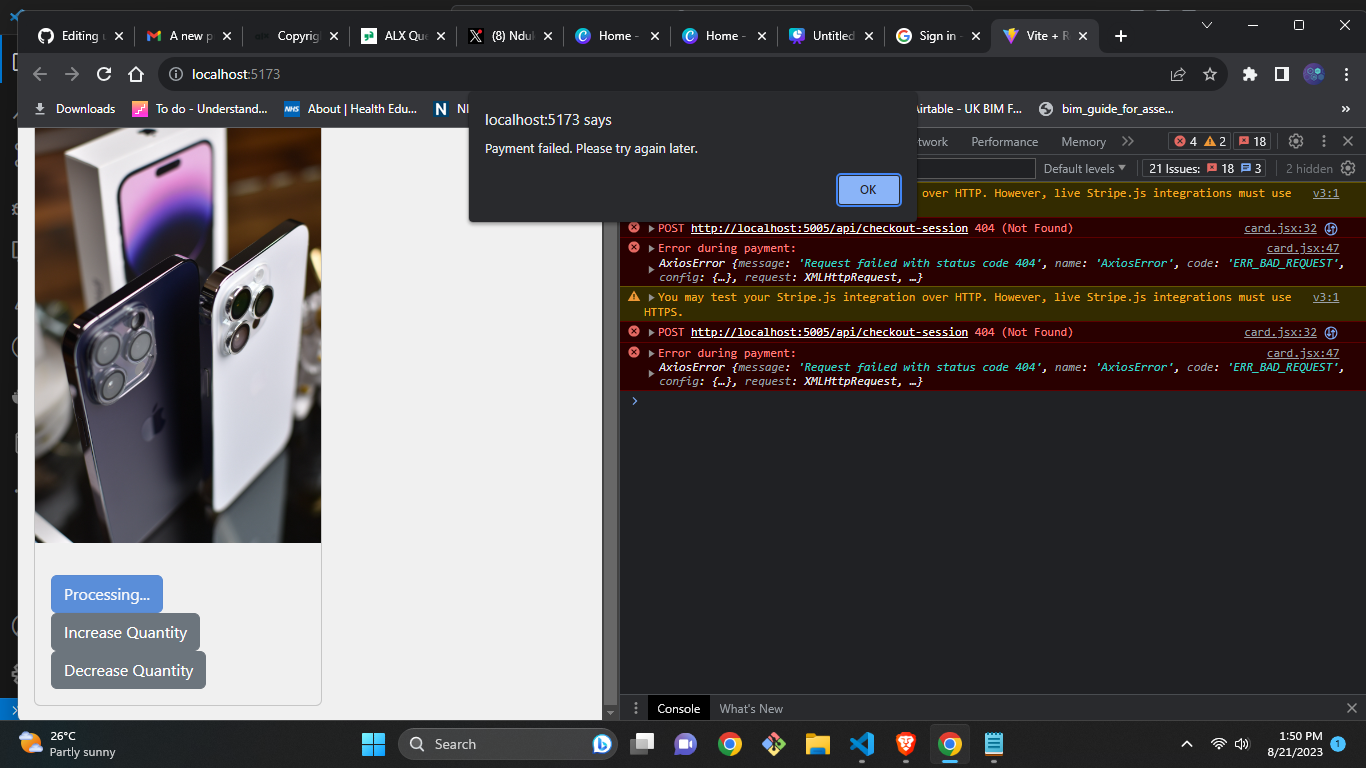 Editing u
A new p
Copyrigh
ALX Que
(8) Nduk
Home -
Home -
Untitled
Sign in -
Vite + R
localhost:5173
Downloads
To do - Understand...
About | Health Edu...
Airtable - UK BIM F...
bim_guide_for_asse...
»
localhost:5173 says
Payment failed. Please try again later.
OK
twork
Performance
Memory
4
2
18
Default levels
21 Issues:
18
3
2 hidden
over HTTP. However, live Stripe.js integrations must use
v3:1
POST http://localhost:5005/api/checkout-session 404 (Not Found)
card.jsx:32
Error during payment:
card.jsx:47
AxiosError {message: 'Request failed with status code 404', name: 'AxiosError', code: 'ERR_BAD_REQUEST',
config: {…}, request: XMLHttpRequest, …}
You may test your Stripe.js integration over HTTP. However, live Stripe.js integrations must use
v3:1
HTTPS.
POST http://localhost:5005/api/checkout-session 404 (Not Found)
card.jsx:32
Error during payment:
card.jsx:47
AxiosError {message: 'Request failed with status code 404', name: 'AxiosError', code: 'ERR_BAD_REQUEST',
config: {…}, request: XMLHttpRequest, …}
Processing...
Increase Quantity
Decrease Quantity
Console
What's New
26°C
Partly sunny
Search
1:50 PM
8/21/2023
1